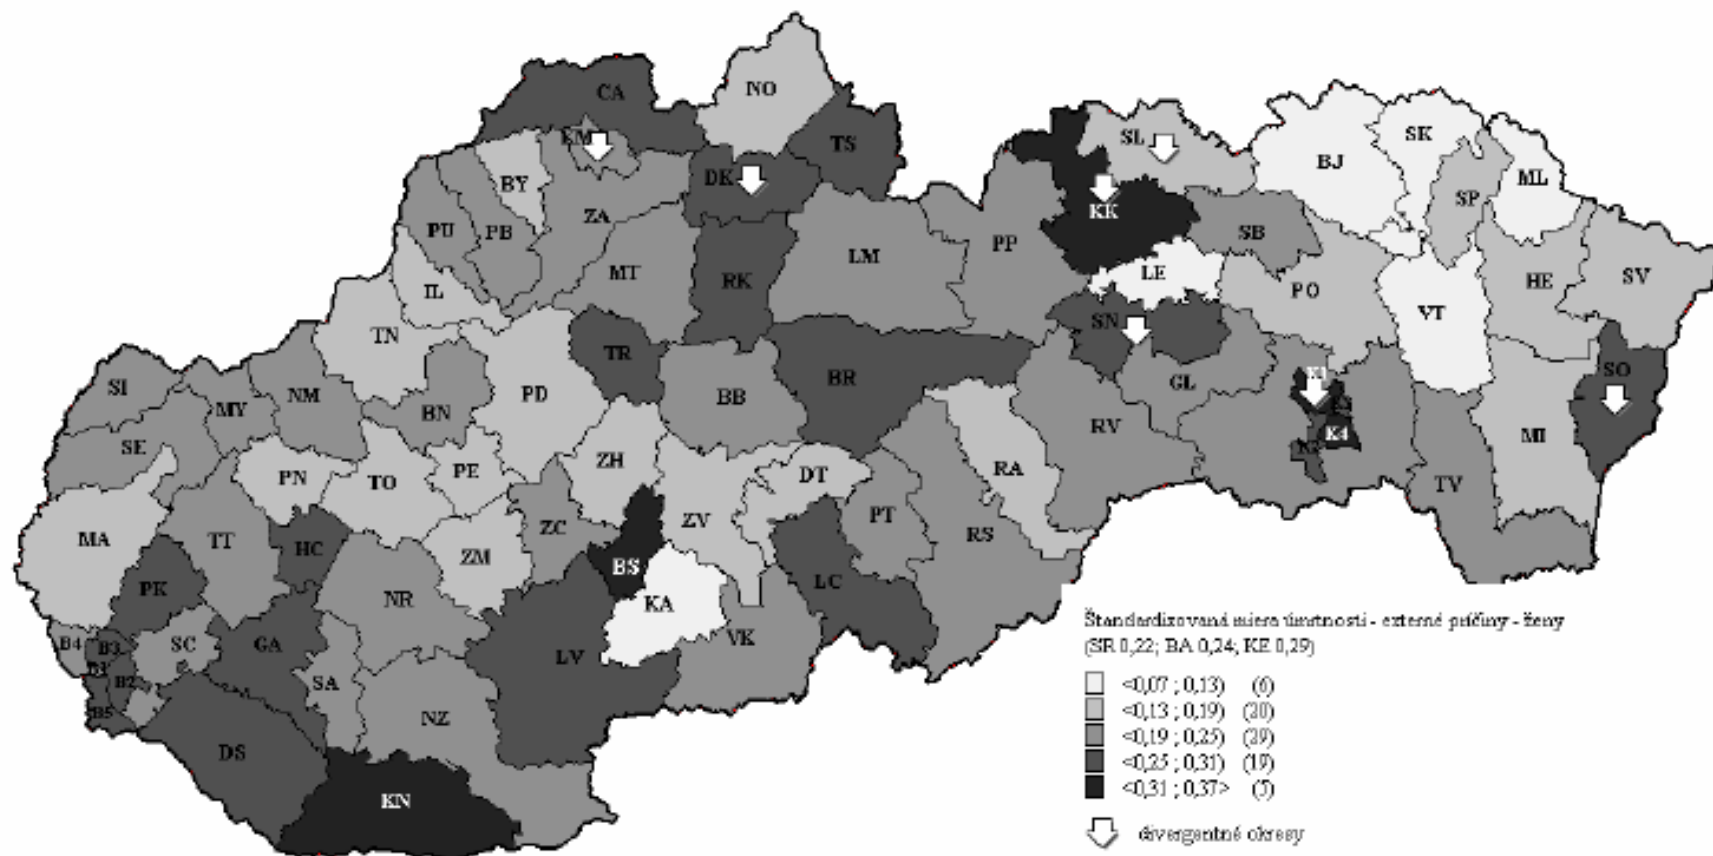 NO
CA
KM
TS
SL
SK
BJ
ML
DK
BY
SP
KK
PU
PB
ZA
SB
PP
LM
MT
RK
LE
HE
SV
IL
PO
VT
TN
SN
TR
SO
BR
GL
SI
NM
PD
BB
MY
BN
K1
K3
RV
K4
MI
SE
K2
PE
ZH
RA
PN
TO
DT
TV
ZV
PT
ZC
RS
MA
TT
HC
ZM
BS
LC
PK
NR
KA
VK
B4
B3
SC
GA
LV
B1
B2
SA
B5
NZ
DS
KN
Štandardizovaná miera úmrtnosti - externé príčiny - ženy
(SR 0,22; BA 0,24; KE 0,29)
<0,07 ; 0,13) (6)
<0,13 ; 0,19) (20)
<0,19 ; 0,25) (29)
<0,25 ; 0,31) (19)
<0,31 ; 0,37> (5)
divergentné okresy